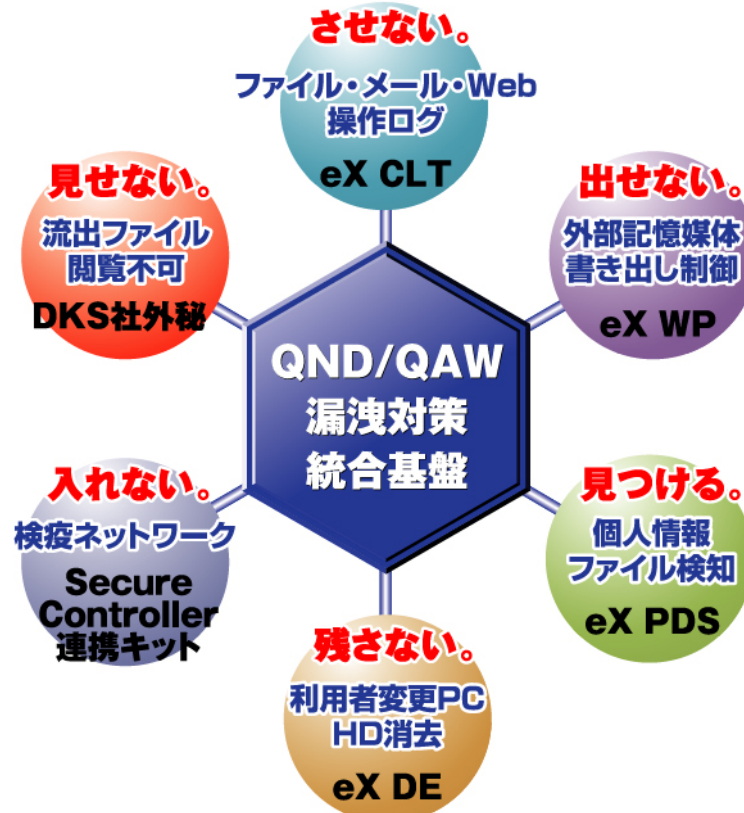 させない。
ファイル・メール・Web
操作ログ
eX CLT
見せない。
流出ファイル
閲覧不可
DKS社外秘
出せない。
外部記憶媒体
書き出し制御
eX WP
QND/QAW
漏洩対策
統合基盤
入れない。
検疫ネットワーク
Secure
Controller
連携キット
見つける。
個人情報
ファイル検知
eX PDS
残さない。
利用者変更PC
HD消去
eX DE